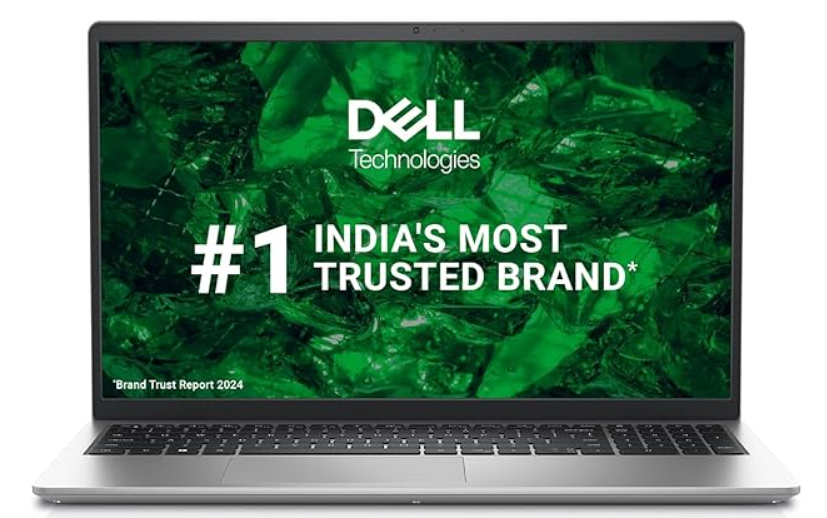 DELL
Technologies
#1 INDIA'S MOST
TRUSTED BRAND*
*Brand Trust Report 2024